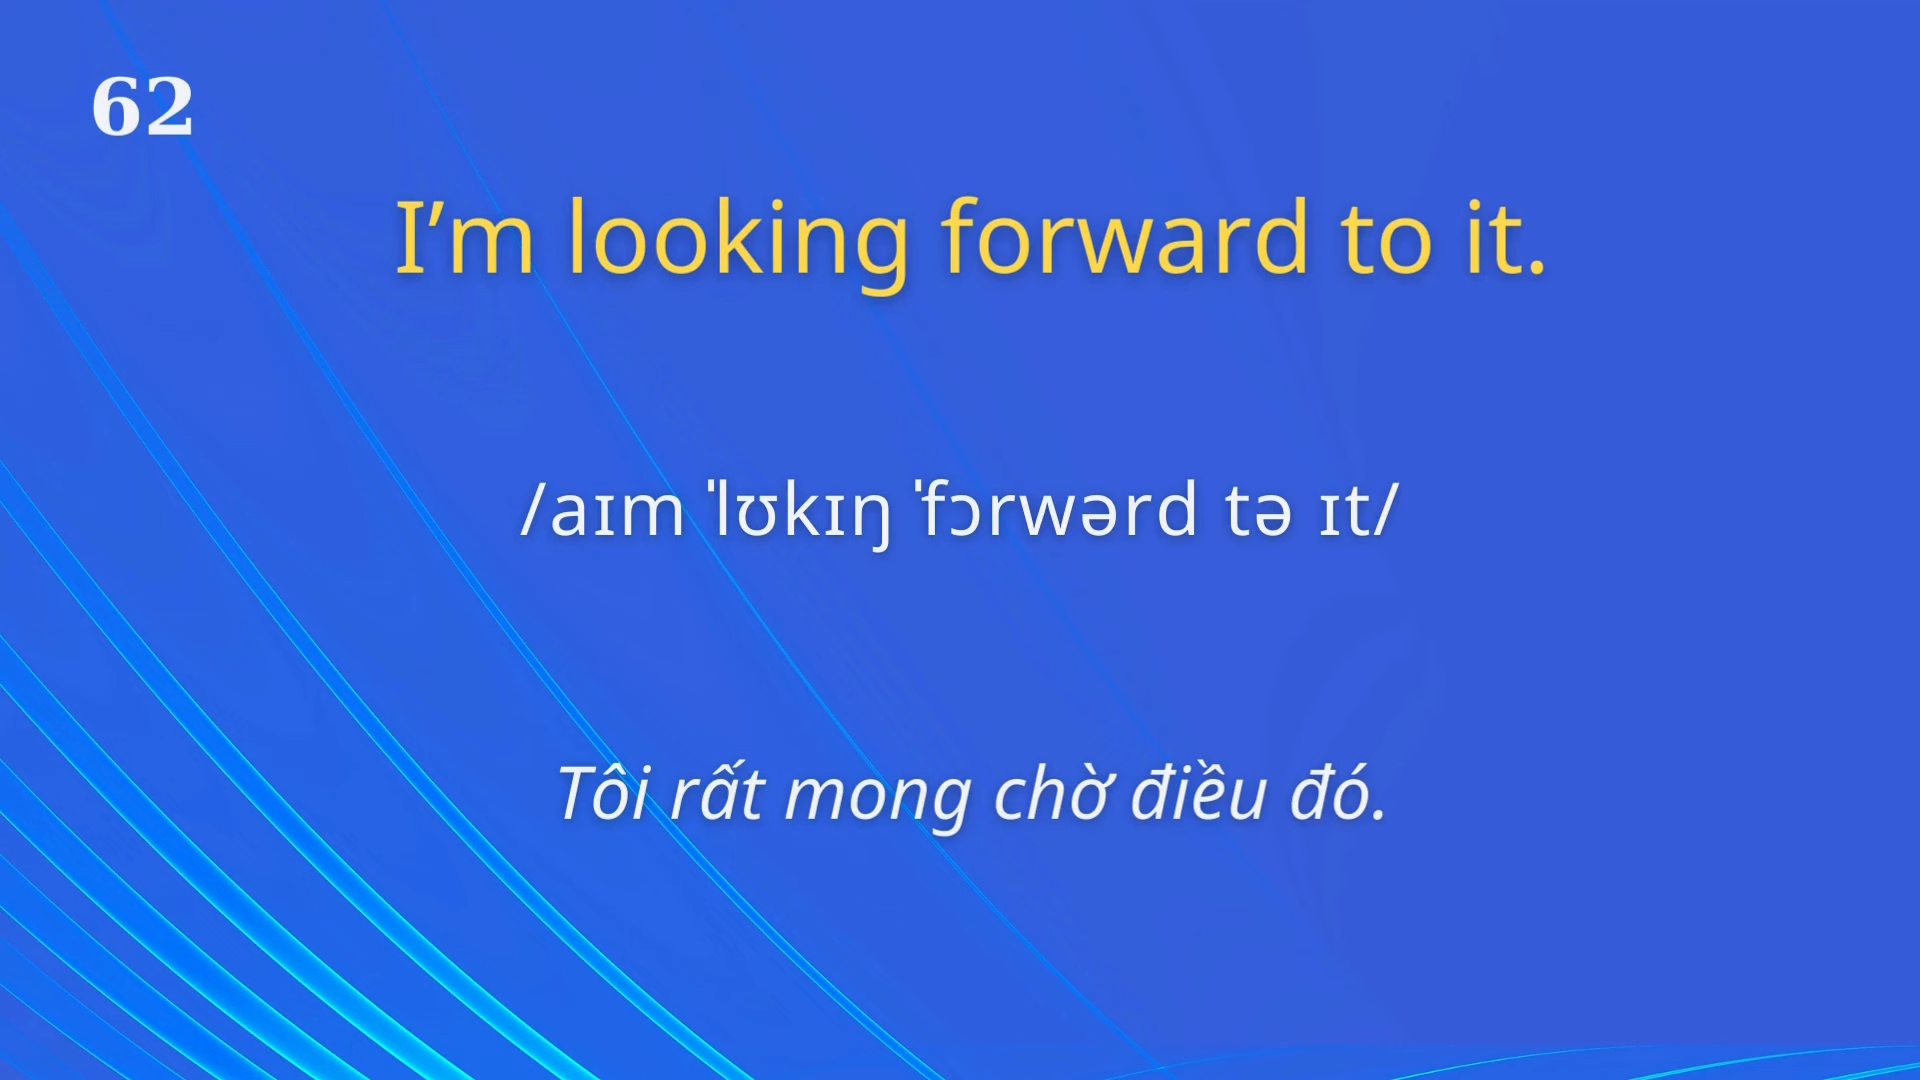 62
I’m looking forward to it.
/aɪm ˈlʊkɪŋ ˈfɔrwərd tə ɪt/
Tôi rất mong chờ điều đó.